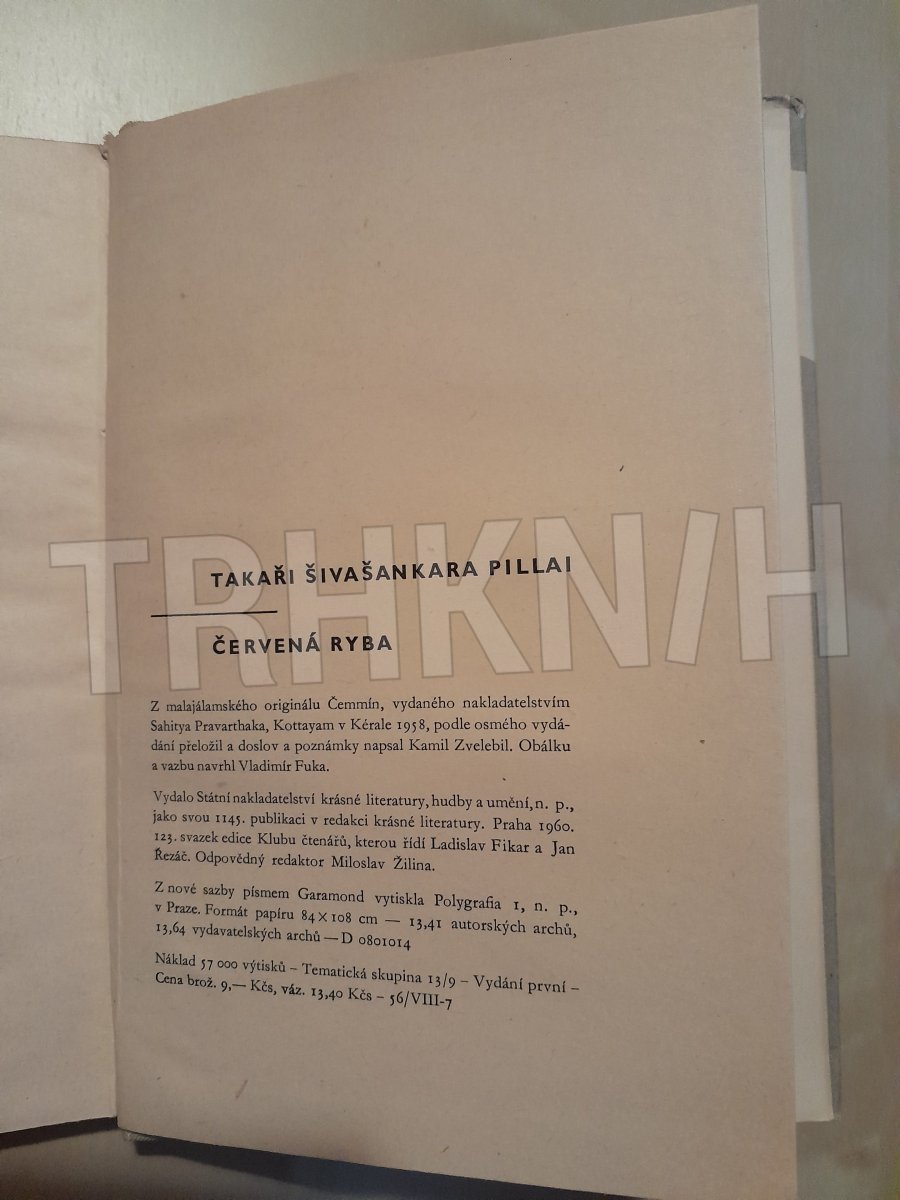 TAKAŘI ŠIVAŠANKARA PILLAI
ČERVENÁ RYBA
Z malajálamského originálu Čemmín, vydaného nakladatelstvím
Sahitya Pravarthaka, Kottayam v Kérale 1958, podle osmého vydá-
dání přeložil a doslov a poznámky napsal Kamil Zvelebil. Obálku
a vazbu navrhl Vladimír Fuka.
Vydalo Státní nakladatelství krásné literatury, hudby a umění, n. p.,
jako svou 1145. publikaci v redakci krásné literatury. Praha 1960.
123. svazek edice Klubu čtenářů, kterou řídí Ladislav Fikar a Jan
Řezáč. Odpovědný redaktor Miloslav Žilina.
Z nové sazby písmem Garamond vytiskla Polygrafia 1, n. p.,
v Praze. Formát papíru 84×108 cm — 13,41 autorských archů,
13,64 vydavatelských archů — D 0801014
Náklad 57 000 výtisků – Tematická skupina 13/9 – Vydání první –
Cena brož. 9,— Kčs, váz. 13,40 Kčs – 56/VIII-7
TRHKN/H